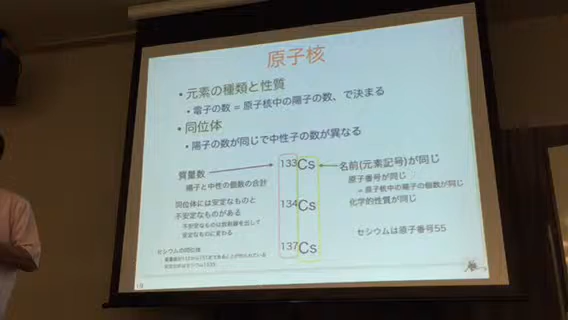 原子核
• 元素の種類と性質
• 電子の数 = 原子核中の陽子の数、で決まる
• 同位体
• 陽子の数が同じで中性子の数が異なる
質量数
陽子と中性の個数の合計
同位体には安定なものと
不安定なものがある
不安定なものは放射線を出して
安定なものに変わる
セシウムの同位体
133Cs
134Cs
137Cs
名前(元素記号)が同じ
原子番号が同じ
= 原子核中の陽子の個数が同じ
化学的性質が同じ
セシウムは原子番号55